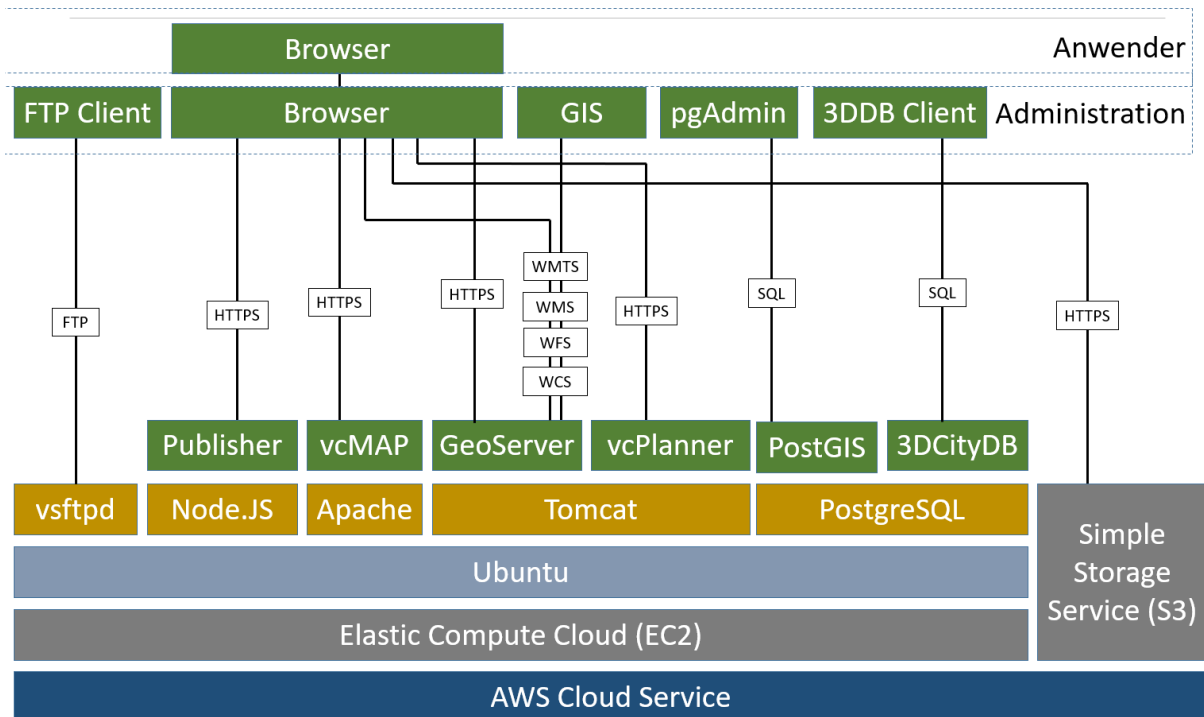 Browser
Anwender
FTP Client
Browser
GIS
pgAdmin
3DDB Client
Administration
WMTS
HTTPS
HTTPS
SQL
SQL
WMS
HTTPS
HTTPS
HTTPS
FTP
WFS
WCS
Publisher
vcMAP
GeoServer
vcPlanner
PostGIS
3DCityDB
vsftpd
Node.JS
Apache
Tomcat
PostgreSQL
Simple
Storage
Service (S3)
Ubuntu
Elastic Compute Cloud (EC2)
AWS Cloud Service